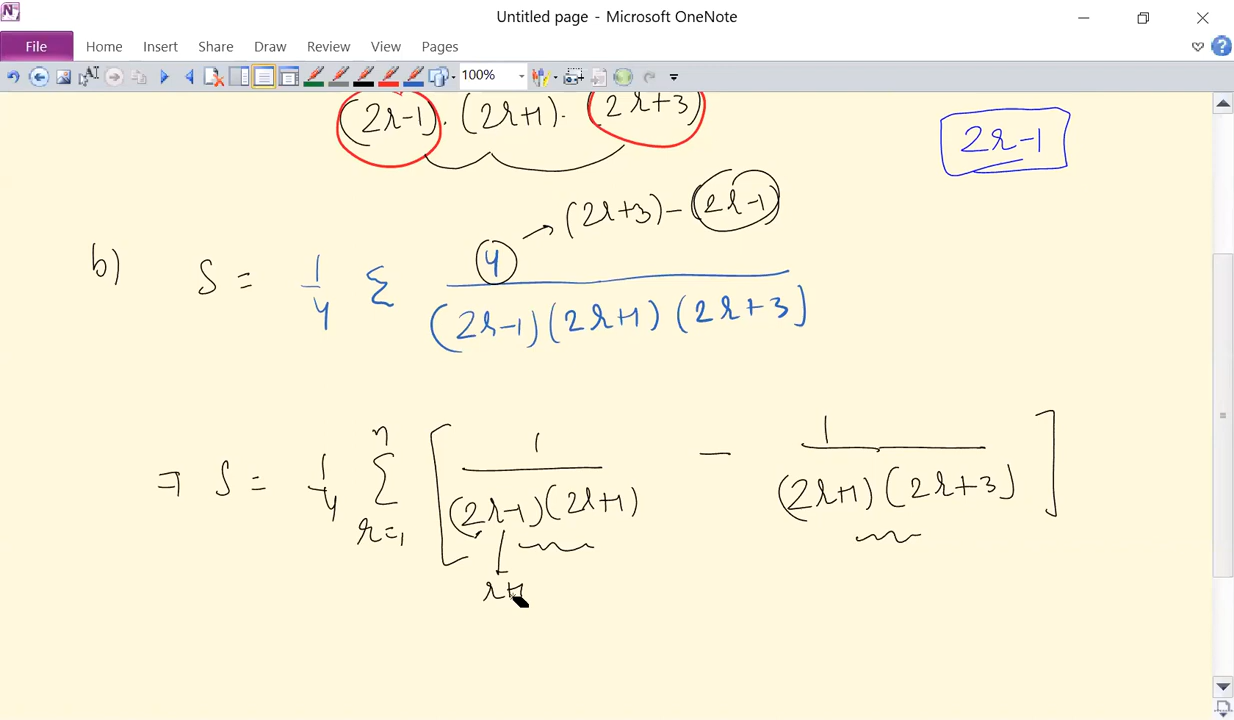 Untitled page - Microsoft OneNote
File Home Insert Share Draw Review View Pages
100%
(2r-1). (2r+1). (2r+3)
2r-1
4 → (2r+3) - (2r-1)
b) S = 1/4 Σ 4/((2r-1)(2r+1)(2r+3))
⇒ S = 1/4 Σ_{r=1}^{n} [ 1/((2r-1)(2r+1)) - 1/((2r+1)(2r+3)) ]
r+